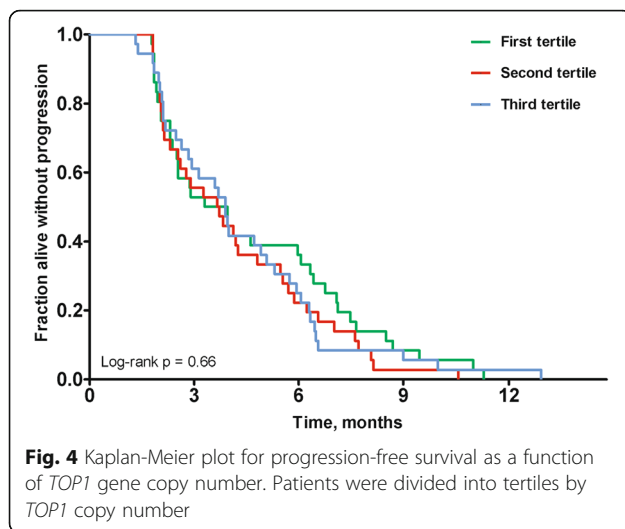 1.0
0.8
0.6
0.4
0.2
0.0
Fraction alive without progression
First tertile
Second tertile
Third tertile
Log-rank p = 0.66
0 3 6 9 12
Time, months
Fig. 4 Kaplan-Meier plot for progression-free survival as a function
of TOP1 gene copy number. Patients were divided into tertiles by
TOP1 copy number